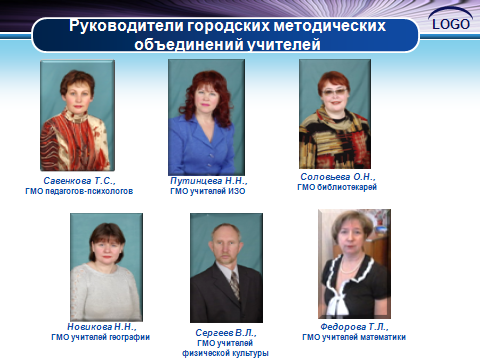 Руководители городских методических
объединений учителей
LOGO
Савенкова Т.С.,
ГМО педагогов-психологов
Путинцева Н.Н.,
ГМО учителей ИЗО
Соловьева О.Н.,
ГМО библиотекарей
Новикова Н.Н.,
ГМО учителей географии
Сергеев В.Л.,
ГМО учителей
физической культуры
Федорова Т.Л.,
ГМО учителей математики